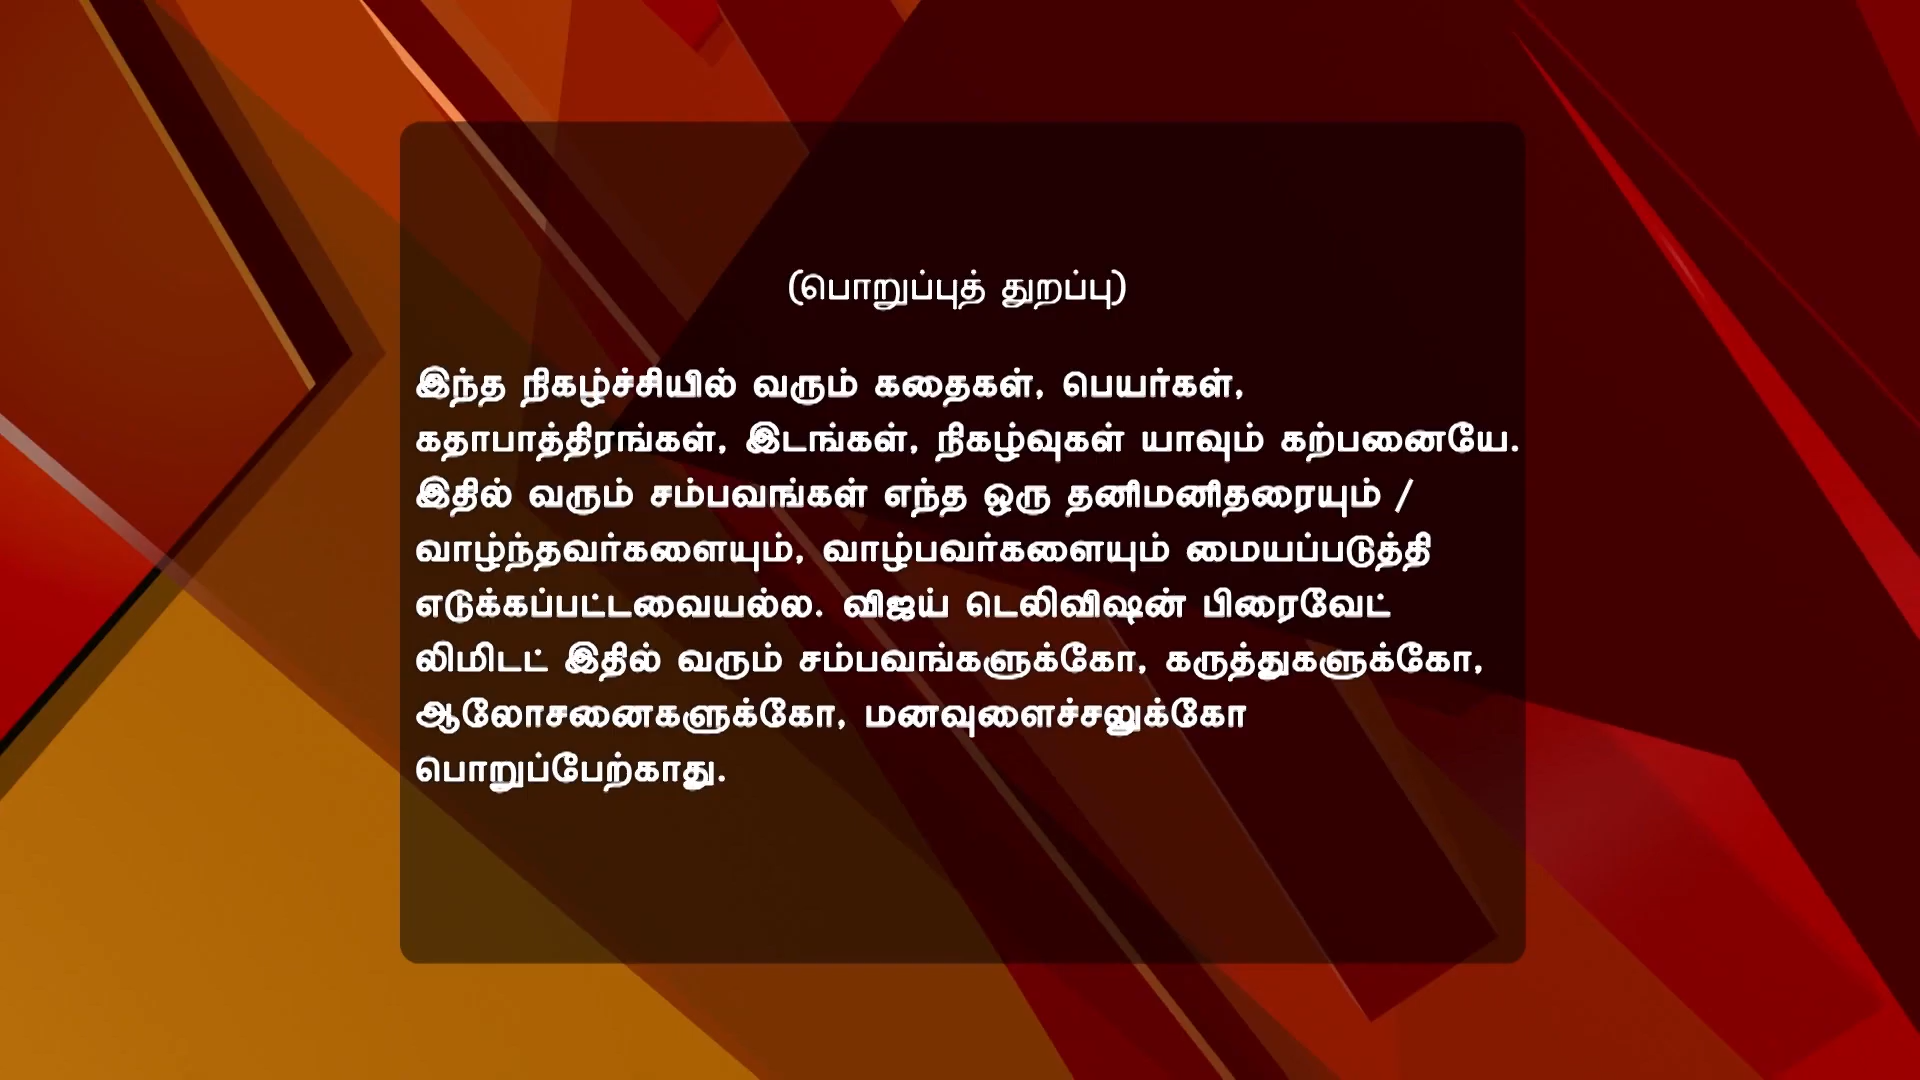 (பொறுப்புத் துறப்பு)
இந்த நிகழ்ச்சியில் வரும் கதைகள், பெயர்கள்,
கதாபாத்திரங்கள், இடங்கள், நிகழ்வுகள் யாவும் கற்பனையே.
இதில் வரும் சம்பவங்கள் எந்த ஒரு தனிமனிதரையும் /
வாழ்ந்தவர்களையும், வாழ்பவர்களையும் மையப்படுத்தி
எடுக்கப்பட்டவையல்ல. விஜய் டெலிவிஷன் பிரைவேட்
லிமிடட் இதில் வரும் சம்பவங்களுக்கோ, கருத்துகளுக்கோ,
ஆலோசனைகளுக்கோ, மனவுளைச்சலுக்கோ
பொறுப்பேற்காது.